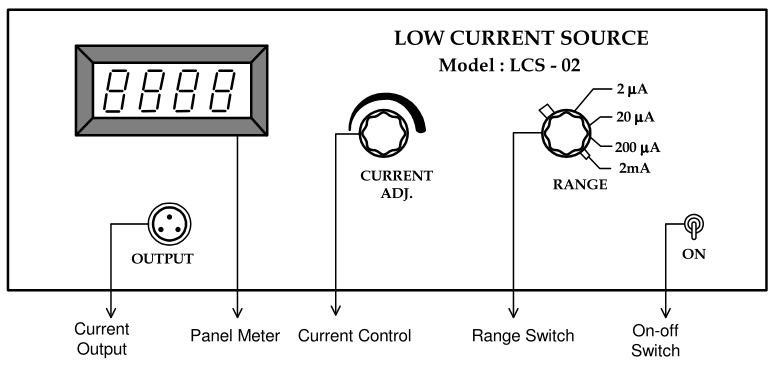 LOW CURRENT SOURCE
Model : LCS - 02
8888
2 µA
20 µA
200 µA
2mA
CURRENT
ADJ.
RANGE
OUTPUT
ON
Current
Output
Panel Meter
Current Control
Range Switch
On-off
Switch